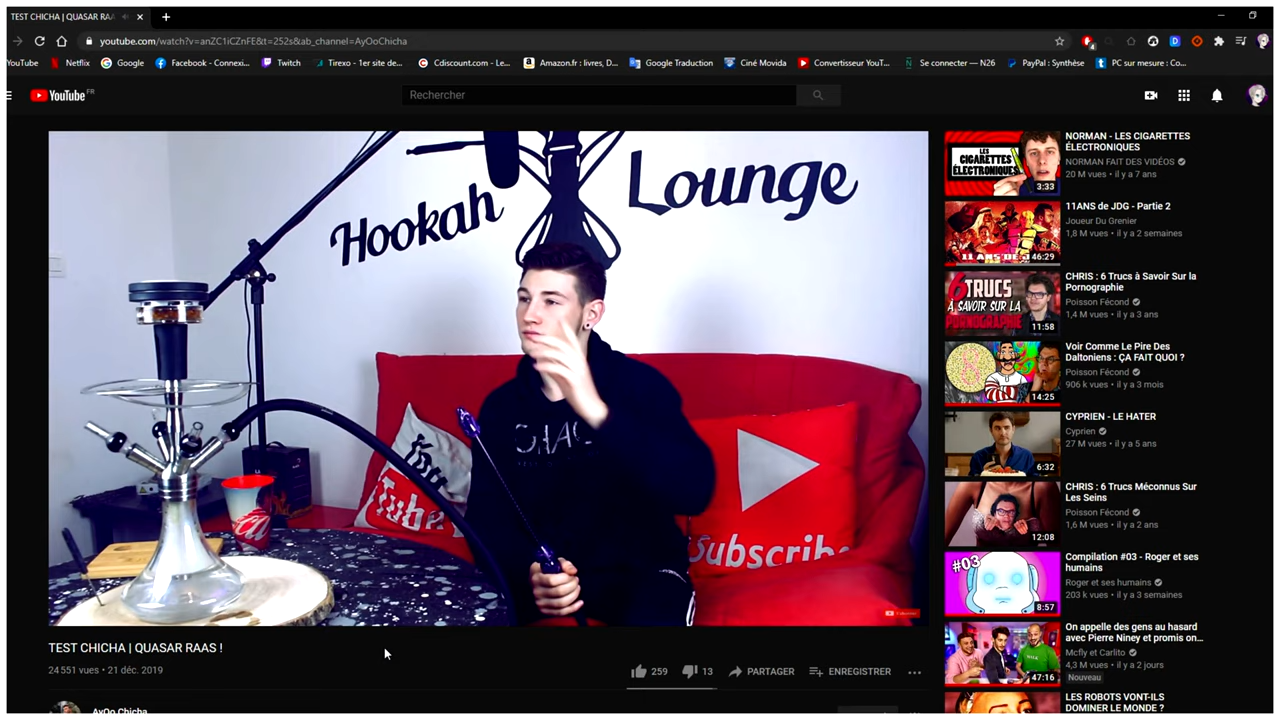 TEST CHICHA | QUASAR RAA
youtube.com/watch?v=anZC1iCZnFE&t=252s&ab_channel=AyOoChicha
YouTube
Netflix
Google
Facebook - Connexi...
Twitch
Tirexo - 1er site de...
Cdiscount.com - Le...
Amazon.fr : livres, D...
Google Traduction
Ciné Movida
Convertisseur YouT...
Se connecter — N26
PayPal : Synthèse
PC sur mesure : Co...
YouTube FR
Rechercher
Hookah Lounge
You
Tube
Subscribe
TEST CHICHA | QUASAR RAAS !
24 551 vues • 21 déc. 2019
259
13
PARTAGER
ENREGISTRER
AyOo Chicha
LES CIGARETTES ÉLECTRONIQUES
3:33
NORMAN - LES CIGARETTES
ÉLECTRONIQUES
NORMAN FAIT DES VIDÉOS
20 M vues • il y a 7 ans
11 ANS DE J
46:29
11ANS de JDG - Partie 2
Joueur Du Grenier
1,8 M vues • il y a 2 semaines
6 TRUCS
À SAVOIR SUR LA
PORNOGRAPHIE
11:58
CHRIS : 6 Trucs à Savoir Sur la
Pornographie
Poisson Fécond
1,4 M vues • il y a 3 ans
14:25
Voir Comme Le Pire Des
Daltoniens : ÇA FAIT QUOI ?
Poisson Fécond
906 k vues • il y a 3 mois
6:32
CYPRIEN - LE HATER
Cyprien
27 M vues • il y a 5 ans
12:08
CHRIS : 6 Trucs Méconnus Sur
Les Seins
Poisson Fécond
1,6 M vues • il y a 2 ans
#03
8:57
Compilation #03 - Roger et ses
humains
Roger et ses humains
203 k vues • il y a 3 semaines
47:16
On appelle des gens au hasard
avec Pierre Niney et promis on...
Mcfly et Carlito
4,3 M vues • il y a 2 jours
Nouveau
LES ROBOTS VONT-ILS
DOMINER LE MONDE ?